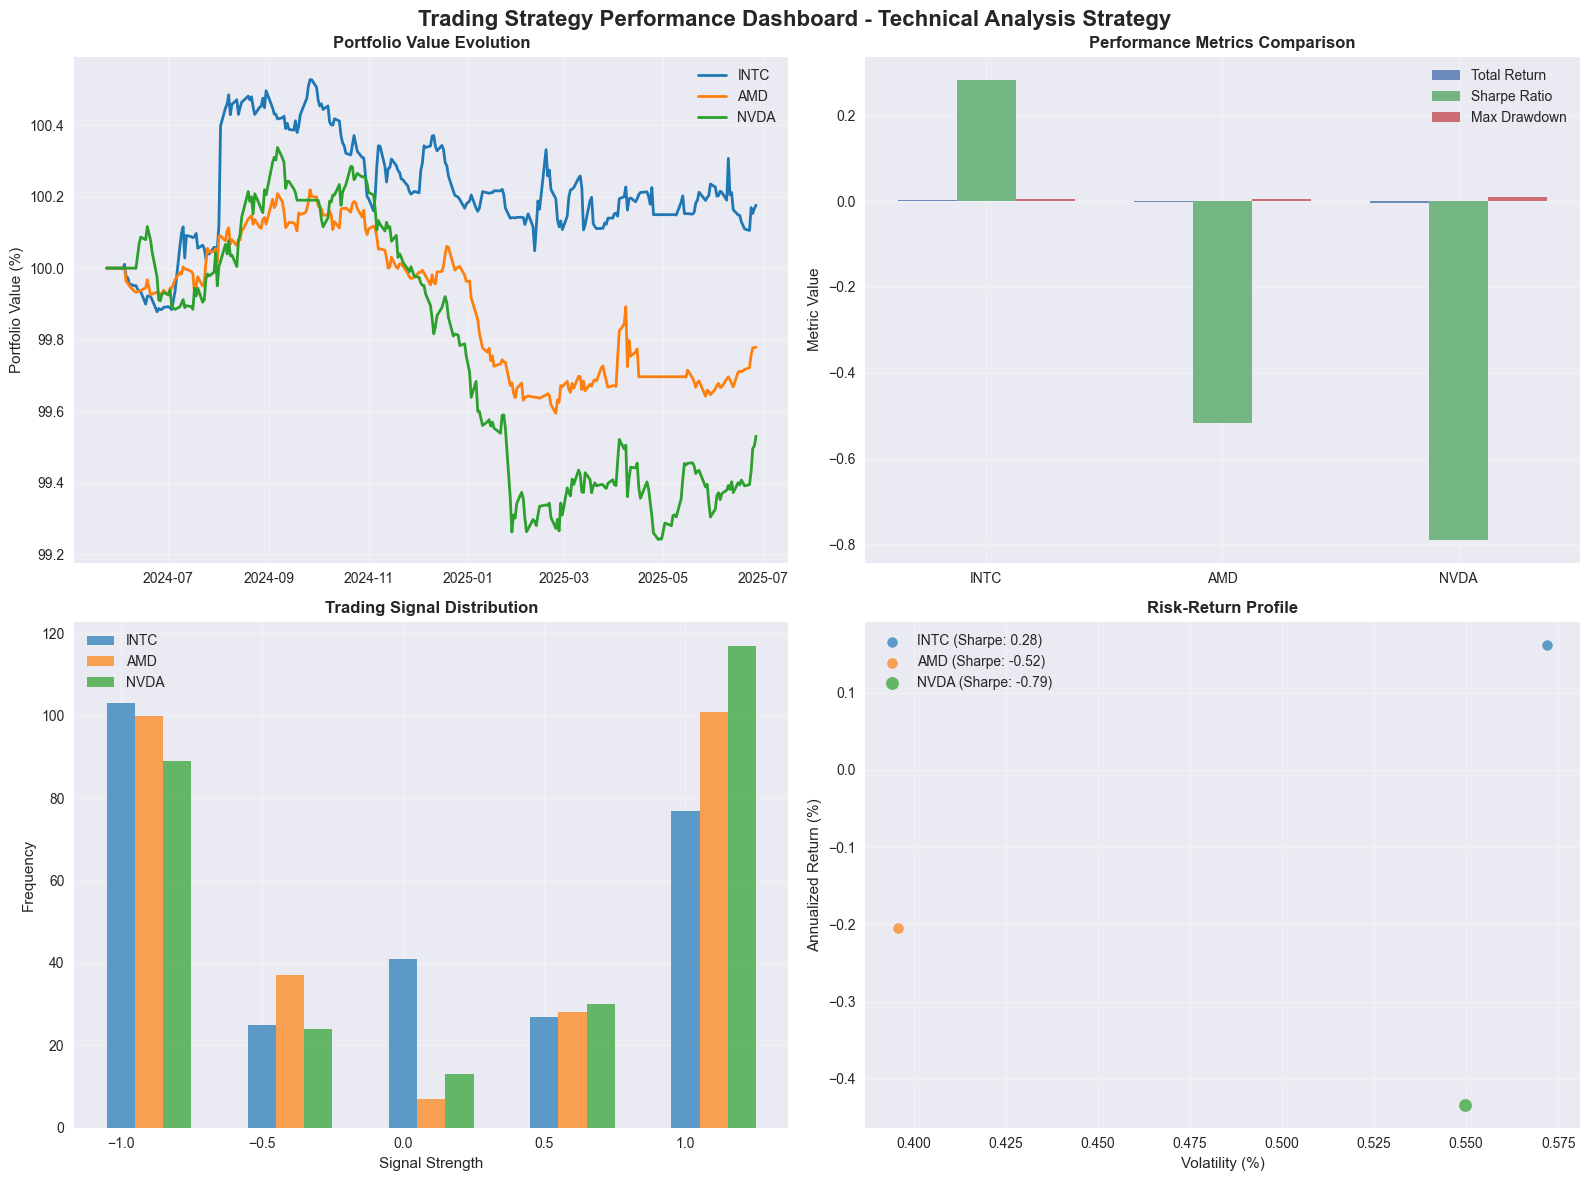 Trading Strategy Performance Dashboard - Technical Analysis Strategy
Portfolio Value Evolution
INTC
AMD
NVDA
Portfolio Value (%)
100.4
100.2
100.0
99.8
99.6
99.4
99.2
2024-07 2024-09 2024-11 2025-01 2025-03 2025-05 2025-07
Performance Metrics Comparison
Total Return
Sharpe Ratio
Max Drawdown
Metric Value
0.2
0.0
−0.2
−0.4
−0.6
−0.8
INTC AMD NVDA
Trading Signal Distribution
INTC
AMD
NVDA
Frequency
120
100
80
60
40
20
0
−1.0 −0.5 0.0 0.5 1.0
Signal Strength
Risk-Return Profile
INTC (Sharpe: 0.28)
AMD (Sharpe: -0.52)
NVDA (Sharpe: -0.79)
Annualized Return (%)
0.1
0.0
−0.1
−0.2
−0.3
−0.4
0.400 0.425 0.450 0.475 0.500 0.525 0.550 0.575
Volatility (%)